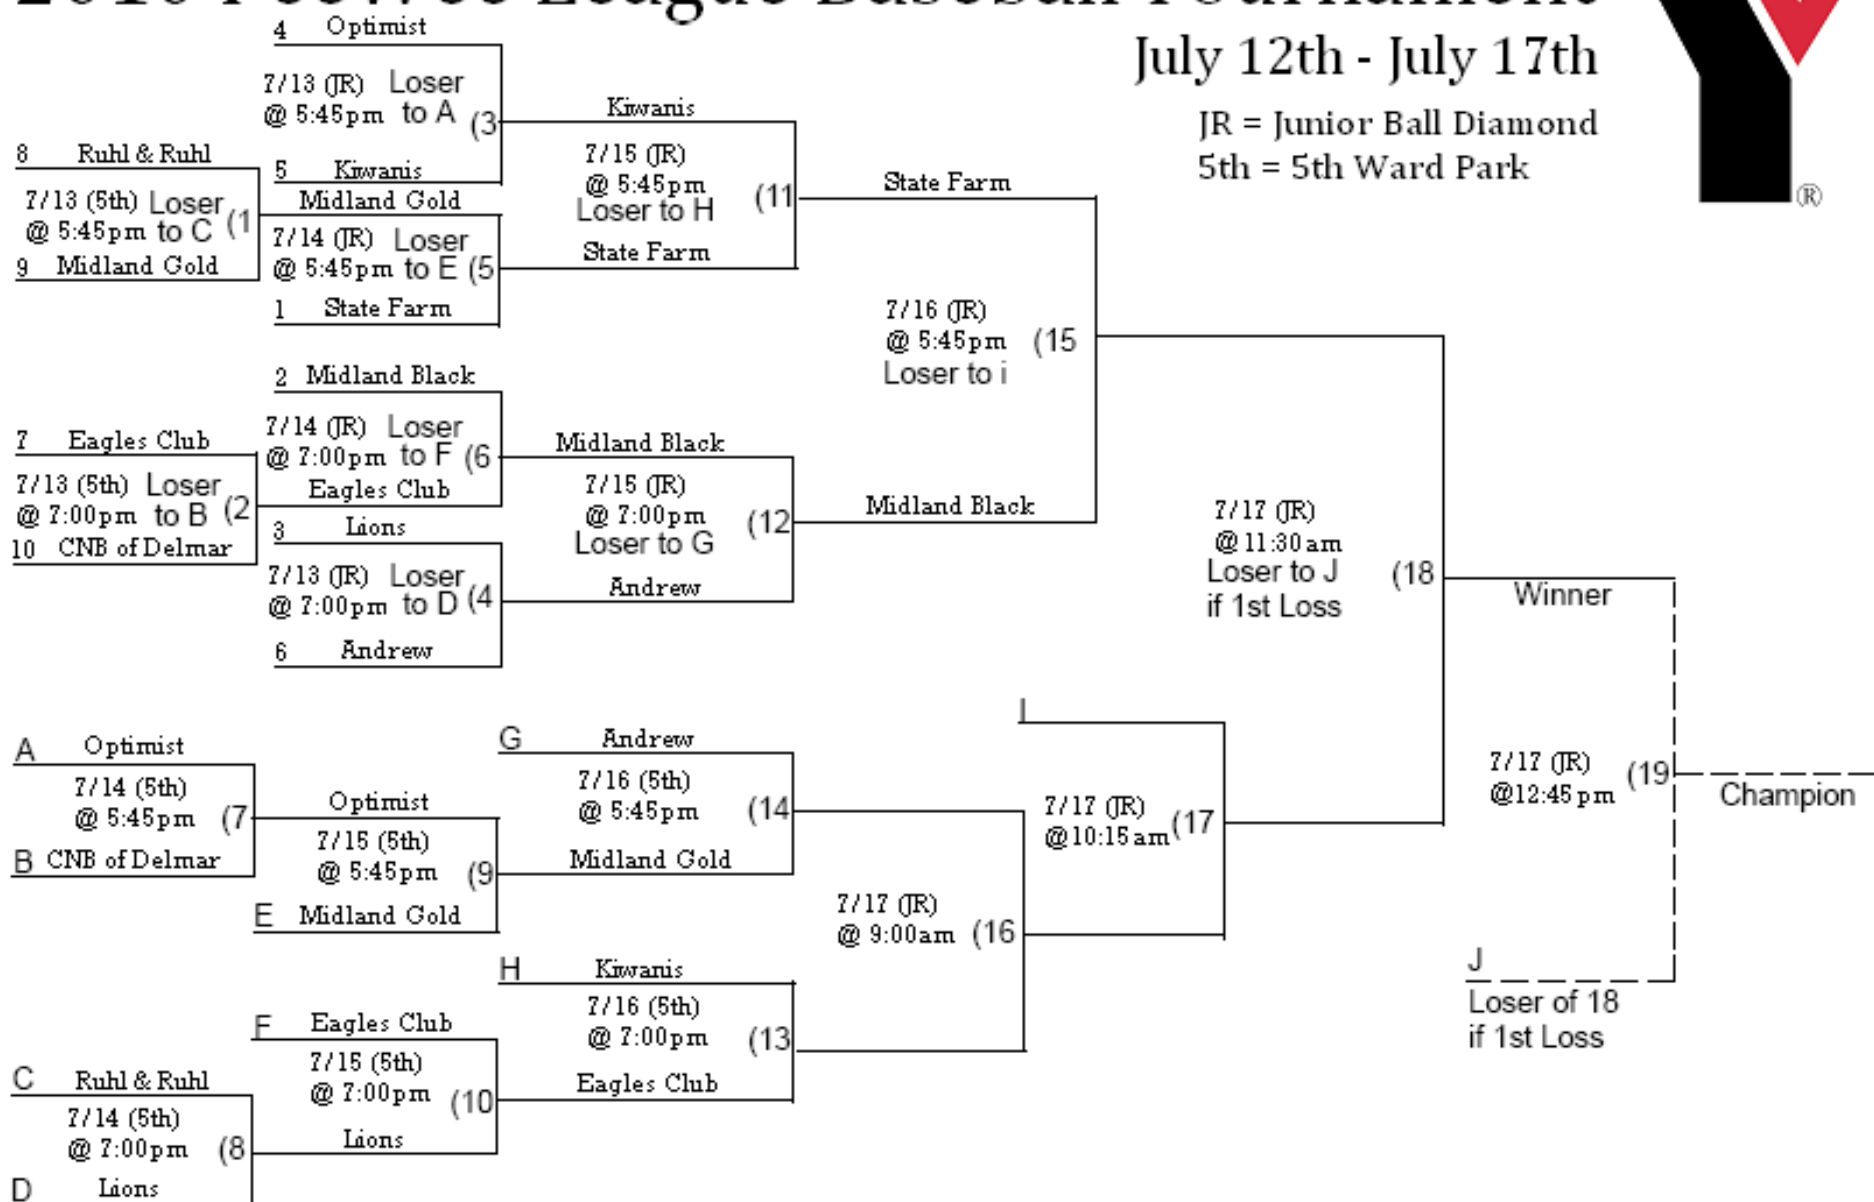 2010 PeeWee League Baseball Tournament
July 12th - July 17th
JR = Junior Ball Diamond
5th = 5th Ward Park
®
4 Optimist
7/13 (JR) Loser
@ 5:45pm to A (3
5 Kiwanis
8 Ruhl & Ruhl
7/13 (5th) Loser
@ 5:45pm to C (1
9 Midland Gold
Midland Gold
7/14 (JR) Loser
@ 5:45pm to E (5
1 State Farm
Kiwanis
7/15 (JR)
@ 5:45pm
Loser to H (11
State Farm
State Farm
7/16 (JR)
@ 5:45pm (15
Loser to i
2 Midland Black
7/14 (JR) Loser
@ 7:00pm to F (6
Eagles Club
7 Eagles Club
7/13 (5th) Loser
@ 7:00pm to B (2
10 CNB of Delmar
3 Lions
7/13 (JR) Loser
@ 7:00pm to D (4
6 Andrew
Midland Black
7/15 (JR)
@ 7:00pm (12
Loser to G
Andrew
Midland Black
7/17 (JR)
@ 11:30am
Loser to J (18
if 1st Loss
Winner
A Optimist
7/14 (5th)
@ 5:45pm (7
B CNB of Delmar
Optimist
7/15 (5th)
@ 5:45pm (9
E Midland Gold
G Andrew
7/16 (5th)
@ 5:45pm (14
Midland Gold
I
7/17 (JR)
@10:15am (17
7/17 (JR)
@ 9:00am (16
7/17 (JR)
@12:45pm (19
Champion
H Kiwanis
7/16 (5th)
@ 7:00pm (13
Eagles Club
F Eagles Club
7/15 (5th)
@ 7:00pm (10
Lions
C Ruhl & Ruhl
7/14 (5th)
@ 7:00pm (8
D Lions
J
Loser of 18
if 1st Loss